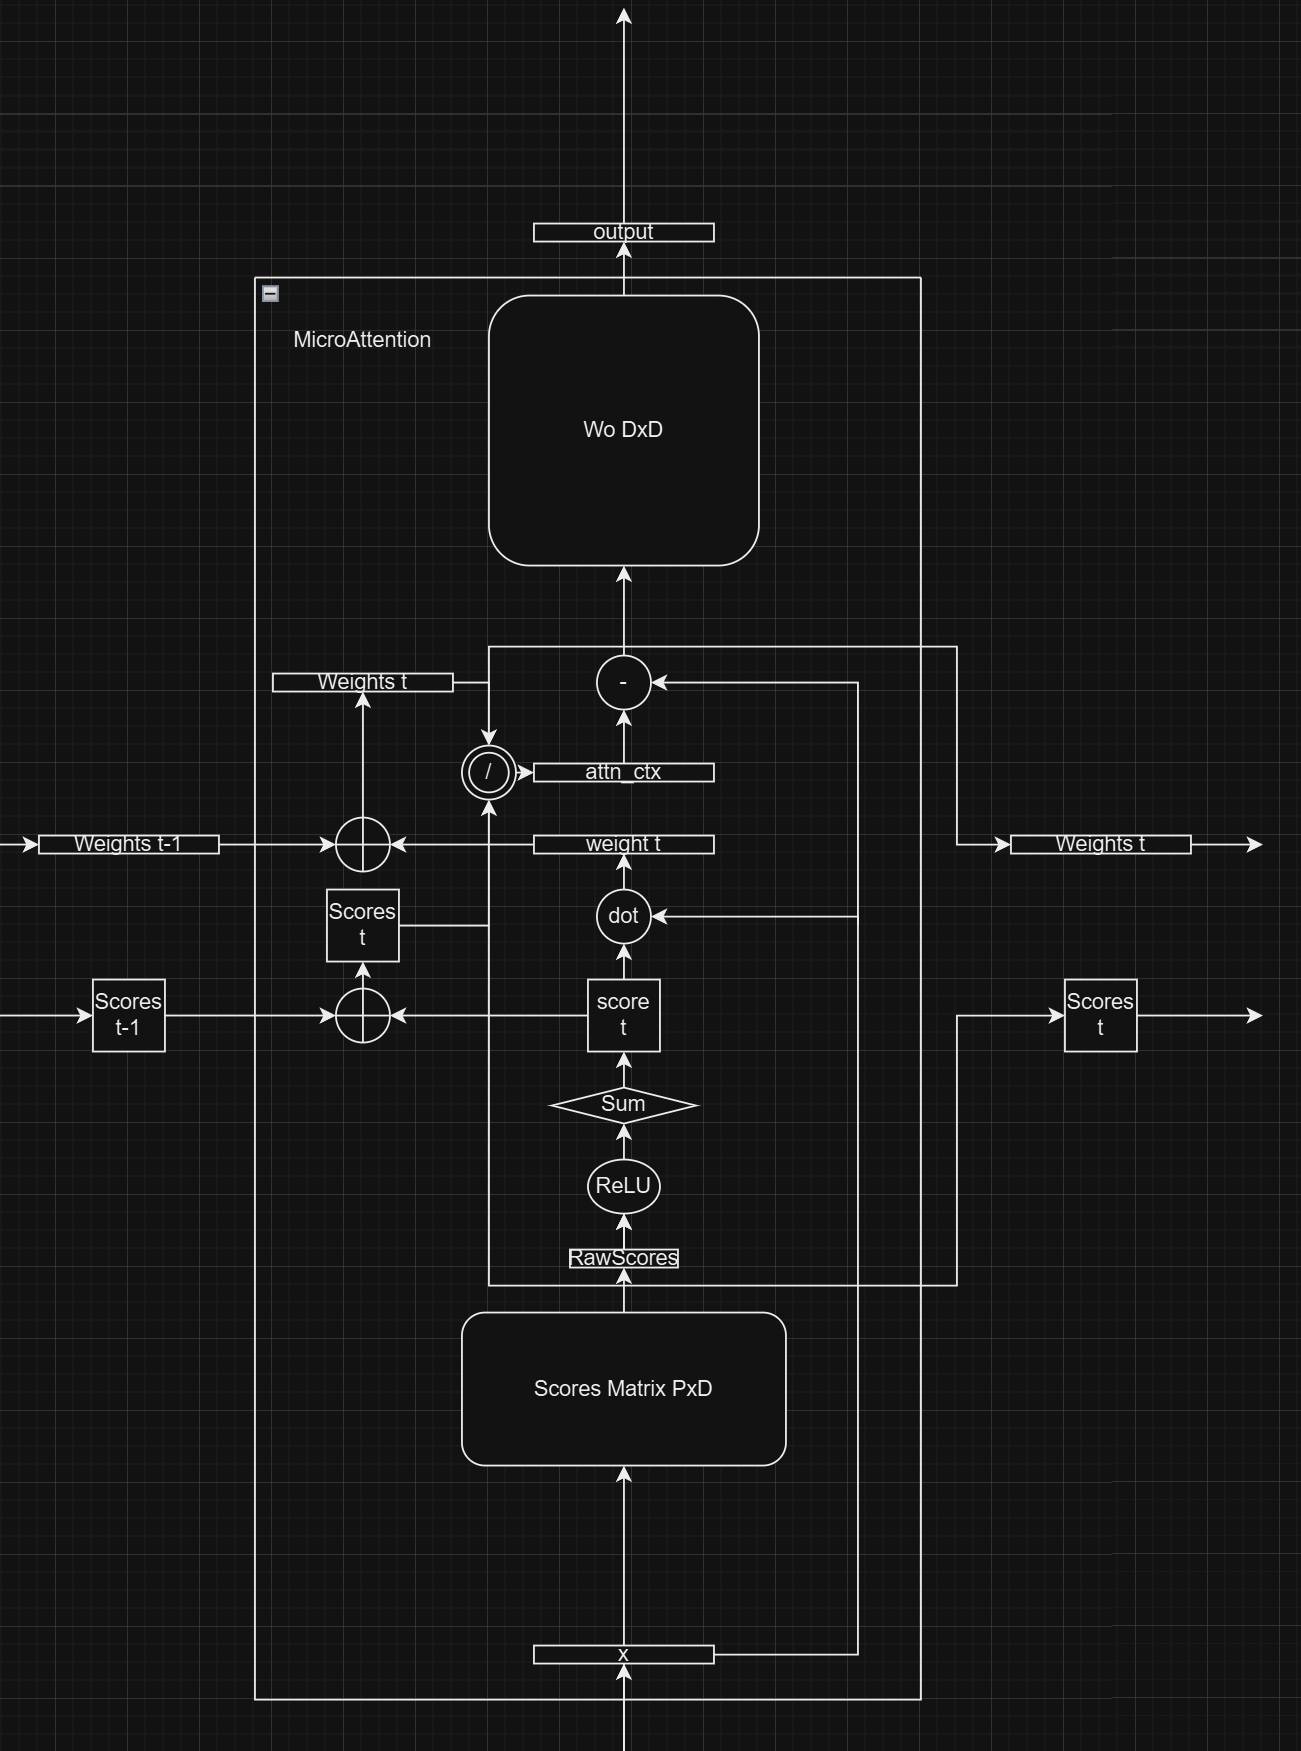 output
MicroAttention
Wo DxD
Weights t
-
/
attn_ctx
Weights t-1
weight t
Weights t
Scores
t
dot
Scores
t-1
score
t
Scores
t
Sum
ReLU
RawScores
Scores Matrix PxD
x